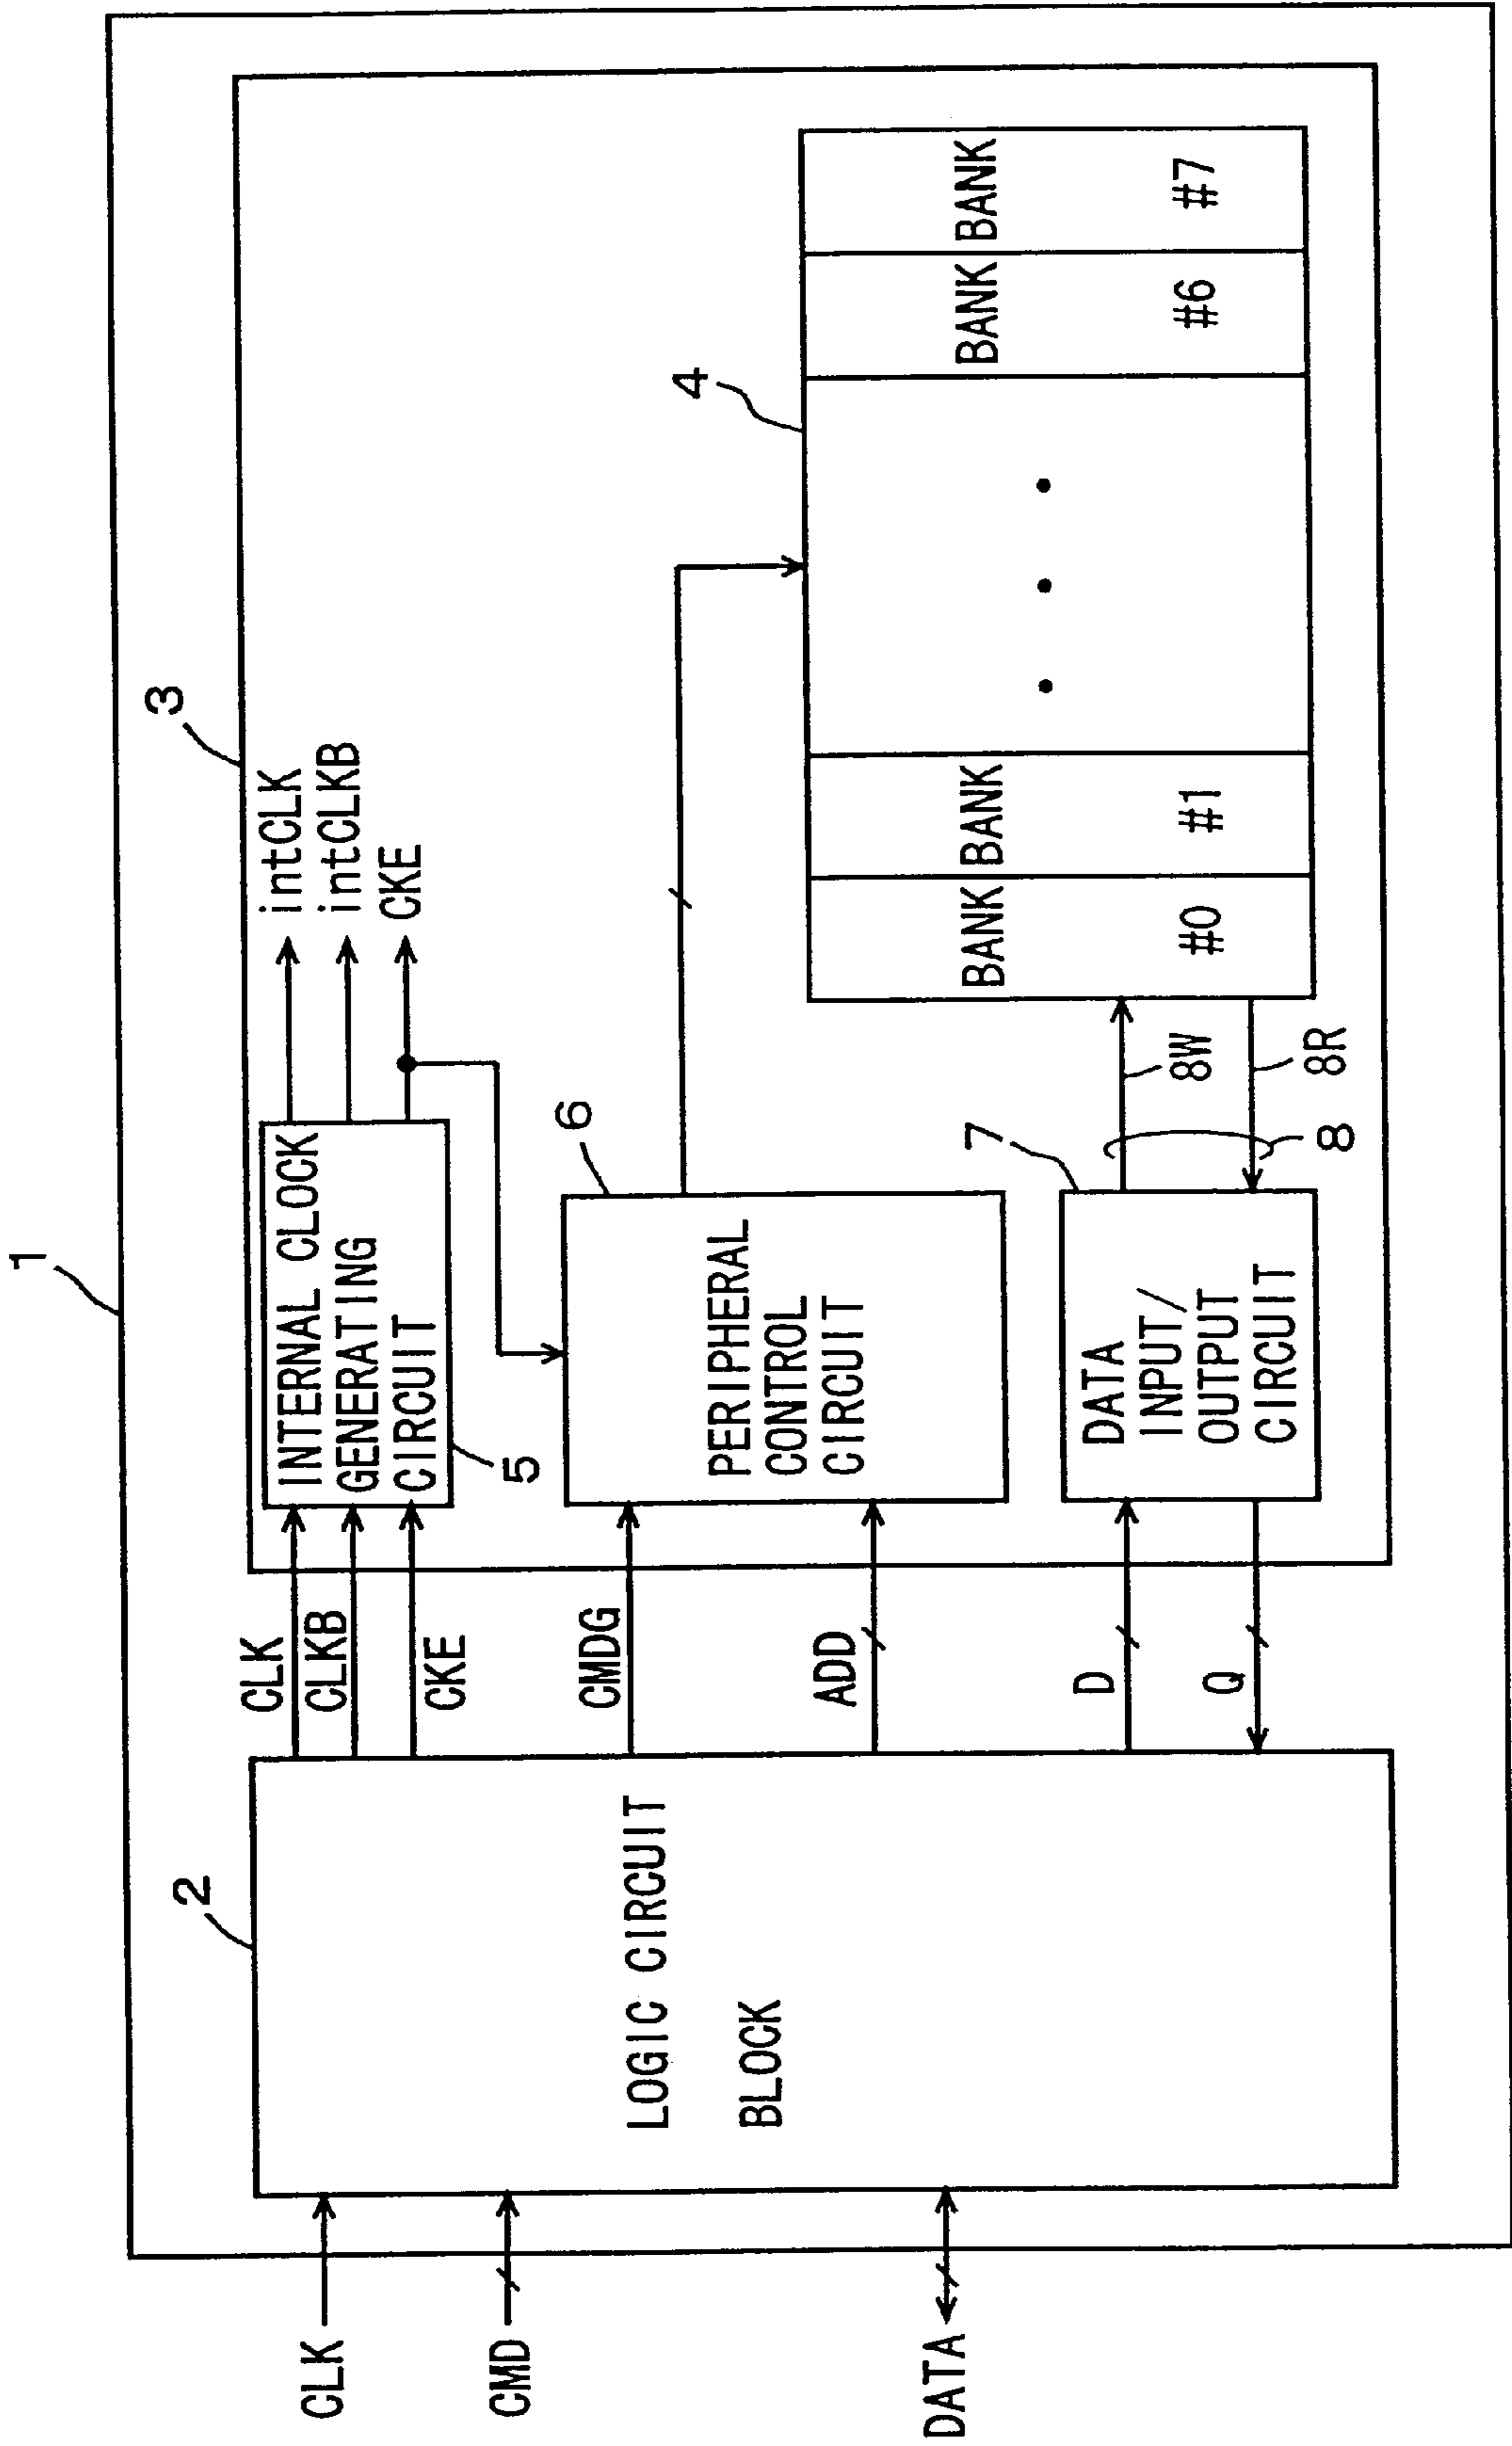 1
2
3
CLK
CMD
DATA
LOGIC CIRCUIT
BLOCK
CLK
CLKB
CKE
CMDG
ADD
D
Q
INTERNAL CLOCK
GENERATING
CIRCUIT
5
intCLK
intCLKB
CKE
6
PERIPHERAL
CONTROL
CIRCUIT
7
DATA
INPUT/
OUTPUT
CIRCUIT
8W
8R
8
4
BANK
#0
BANK
#1
BANK
#6
BANK
#7